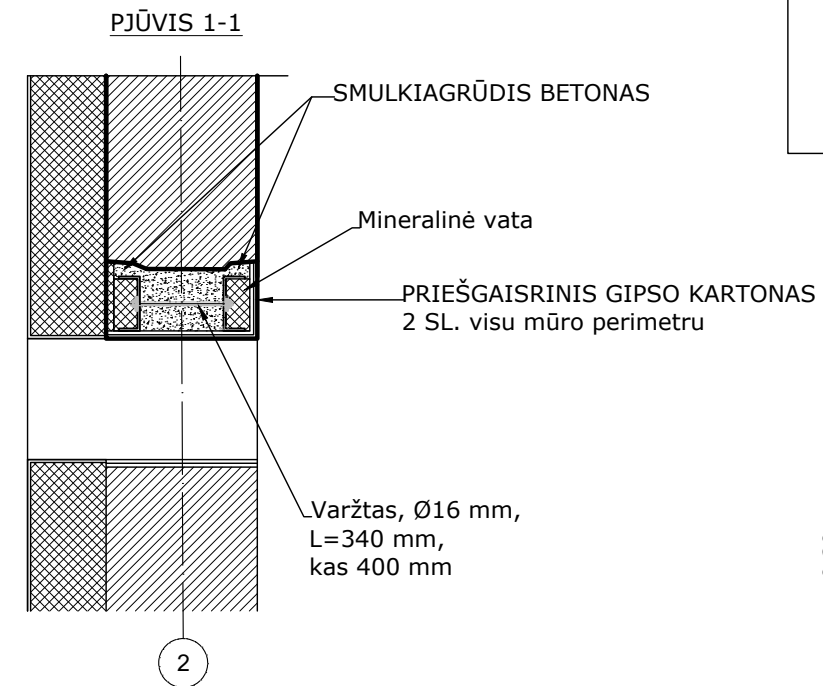 PJŪVIS 1-1
SMULKIAGRŪDIS BETONAS
Mineralinė vata
PRIEŠGAISRINIS GIPSO KARTONAS
2 SL. visu mūro perimetru
Varžtas, Ø16 mm,
L=340 mm,
kas 400 mm
2